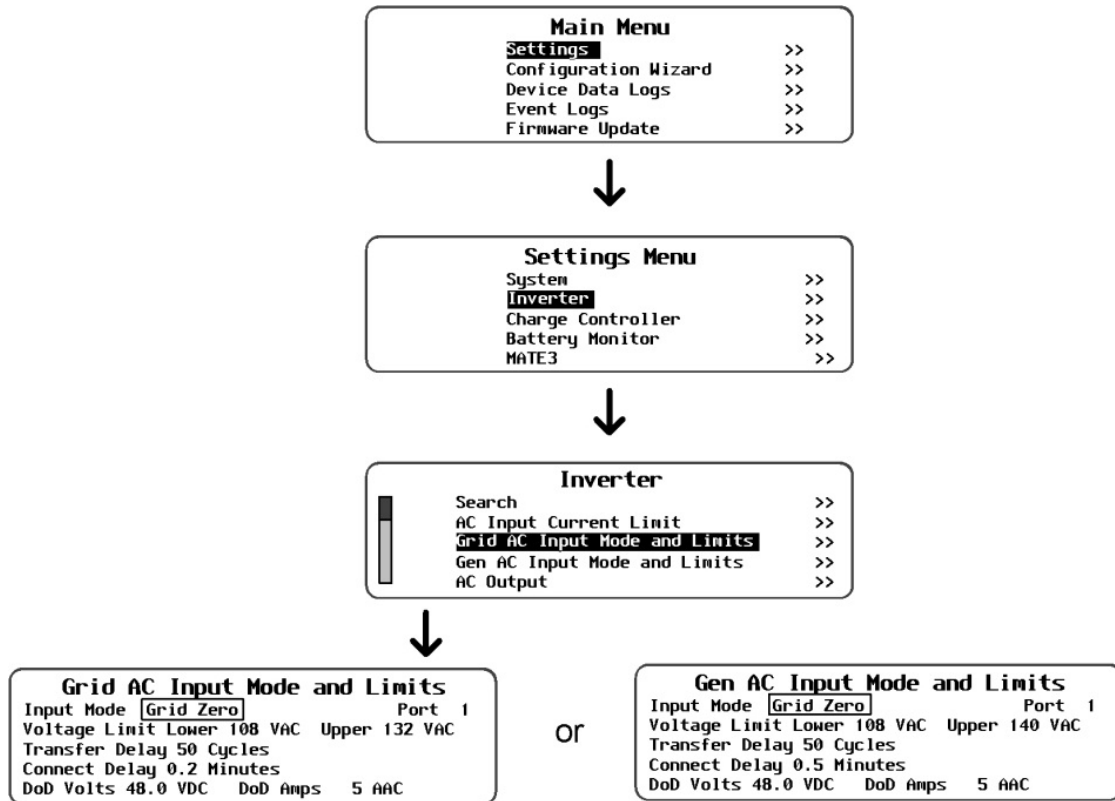 Main Menu
Settings >>
Configuration Wizard >>
Device Data Logs >>
Event Logs >>
Firmware Update >>
Settings Menu
System >>
Inverter >>
Charge Controller >>
Battery Monitor >>
MATE3 >>
Inverter
Search >>
AC Input Current Limit >>
Grid AC Input Mode and Limits >>
Gen AC Input Mode and Limits >>
AC Output >>
Grid AC Input Mode and Limits
Input Mode Grid Zero Port 1
Voltage Limit Lower 108 VAC Upper 132 VAC
Transfer Delay 50 Cycles
Connect Delay 0.2 Minutes
DoD Volts 48.0 VDC DoD Amps 5 AAC
or
Gen AC Input Mode and Limits
Input Mode Grid Zero Port 1
Voltage Limit Lower 108 VAC Upper 140 VAC
Transfer Delay 50 Cycles
Connect Delay 0.5 Minutes
DoD Volts 48.0 VDC DoD Amps 5 AAC